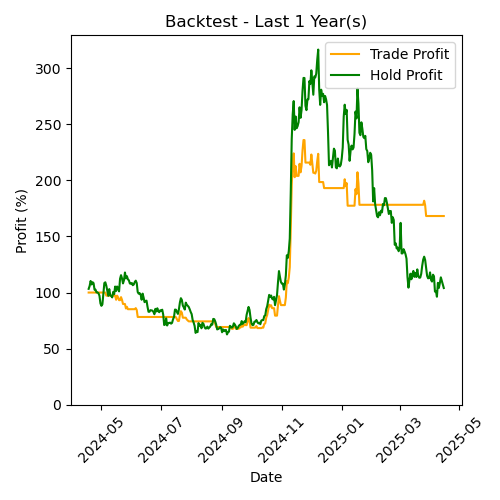 Backtest - Last 1 Year(s)
Trade Profit
Hold Profit
Profit (%)
300
250
200
150
100
50
0
2024-05
2024-07
2024-09
2024-11
2025-01
2025-03
2025-05
Date